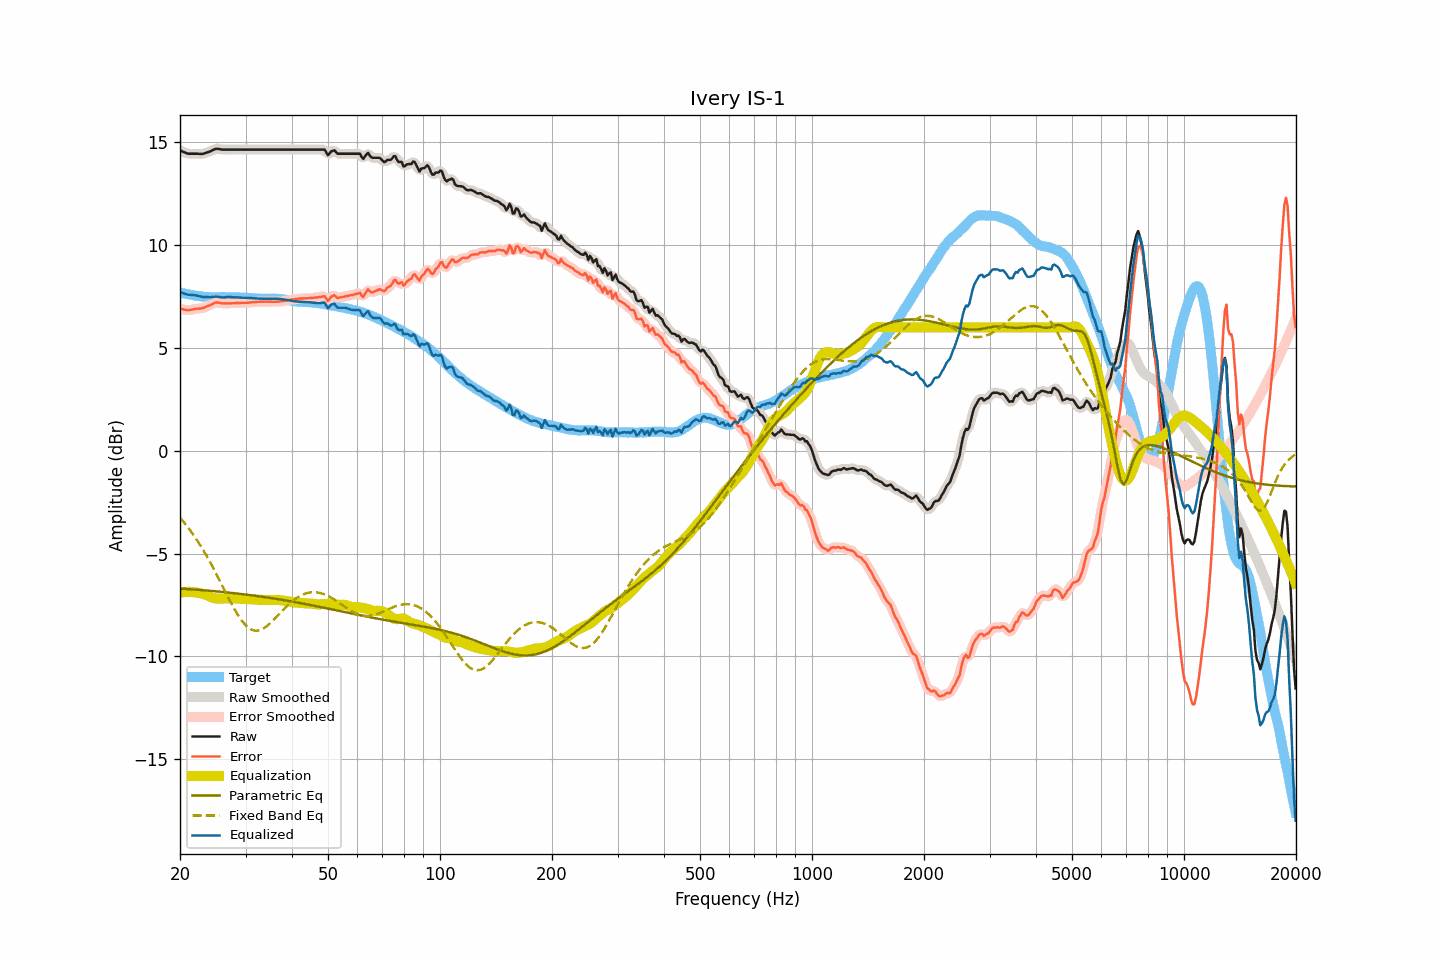 Ivery IS-1
Amplitude (dBr)
15
10
5
0
−5
−10
−15
Target
Raw Smoothed
Error Smoothed
Raw
Error
Equalization
Parametric Eq
Fixed Band Eq
Equalized
20
50
100
200
500
1000
2000
5000
10000
20000
Frequency (Hz)